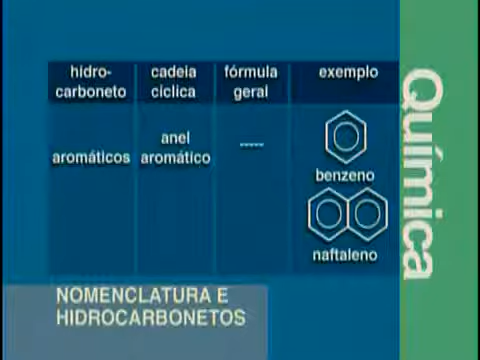 hidro-
carboneto
cadeia
cíclica
fórmula
geral
exemplo
aromáticos
anel
aromático
-----
benzeno
naftaleno
Química
NOMENCLATURA E
HIDROCARBONETOS